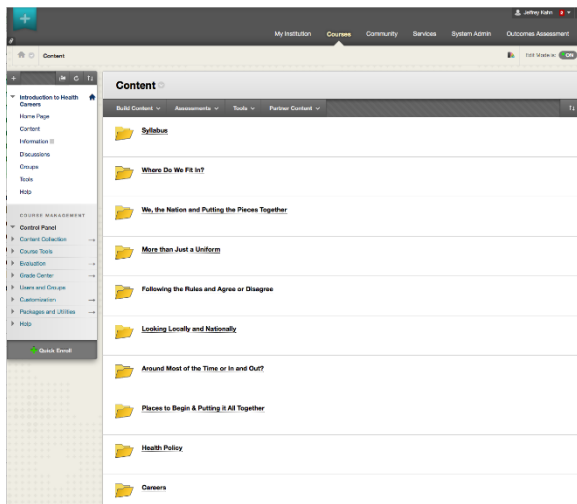 Jeffrey Kahn 2
My Institution Courses Community Services System Admin Outcomes Assessment
Content Edit Mode is: ON
Content
Introduction to Health Careers
Home Page
Content
Information
Discussions
Groups
Tools
Help
COURSE MANAGEMENT
Control Panel
Content Collection
Course Tools
Evaluation
Grade Center
Users and Groups
Customization
Packages and Utilities
Help
Quick Enroll
Build Content Assessments Tools Partner Content
Syllabus
Where Do We Fit In?
We, the Nation and Putting the Pieces Together
More than Just a Uniform
Following the Rules and Agree or Disagree
Looking Locally and Nationally
Around Most of the Time or In and Out?
Places to Begin & Putting it All Together
Health Policy
Careers